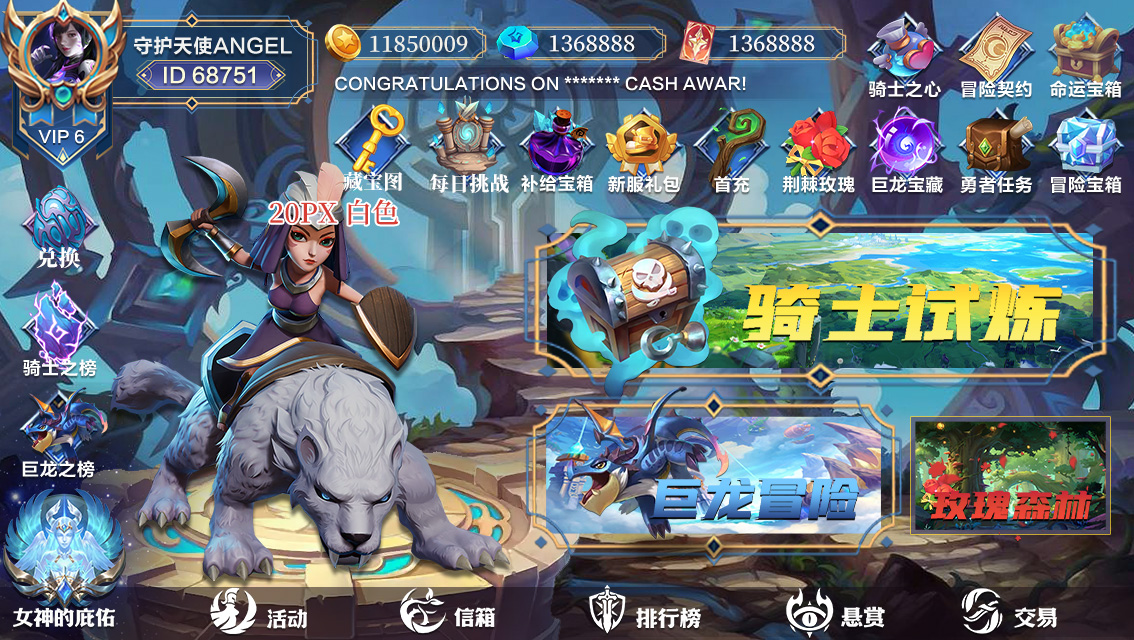 守护天使ANGEL
ID 68751
VIP 6
11850009
1368888
1368888
CONGRATULATIONS ON ******* CASH AWAR!
骑士之心
冒险契约
命运宝箱
藏宝图
每日挑战
补给宝箱
新服礼包
首充
荆棘玫瑰
巨龙宝藏
勇者任务
冒险宝箱
20PX 白色
兑换
骑士之榜
巨龙之榜
女神的庇佑
骑士试炼
巨龙冒险
玫瑰森林
活动
信箱
排行榜
悬赏
交易